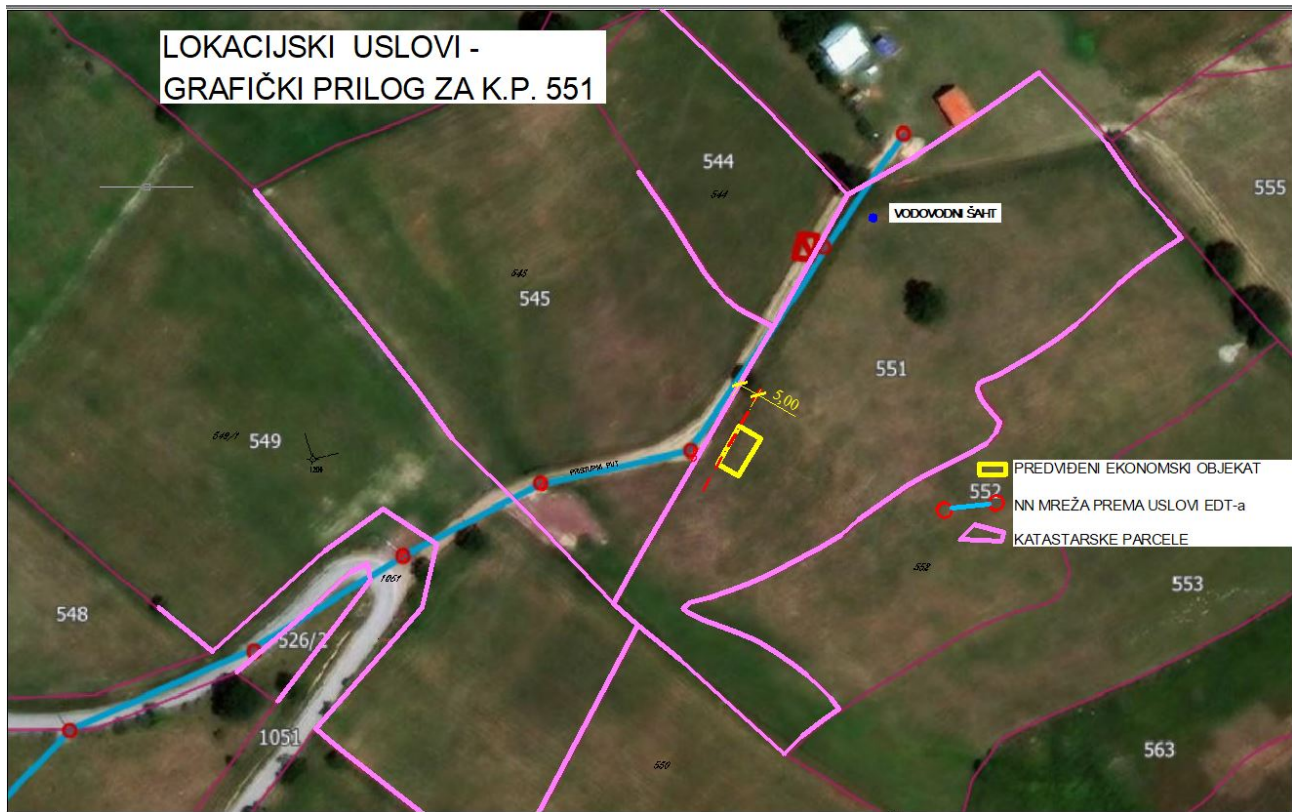 LOKACIJSKI USLOVI -
GRAFIČKI PRILOG ZA K.P. 551
544
544
555
VODOVODNI ŠAHT
545
545
551
5,00
549
PRISTUPNI PUT
PREDVIĐENI EKONOMSKI OBJEKAT
552
NN MREŽA PREMA USLOVI EDT-a
KATASTARSKE PARCELE
552
1051
553
548
526/2
1051
550
563